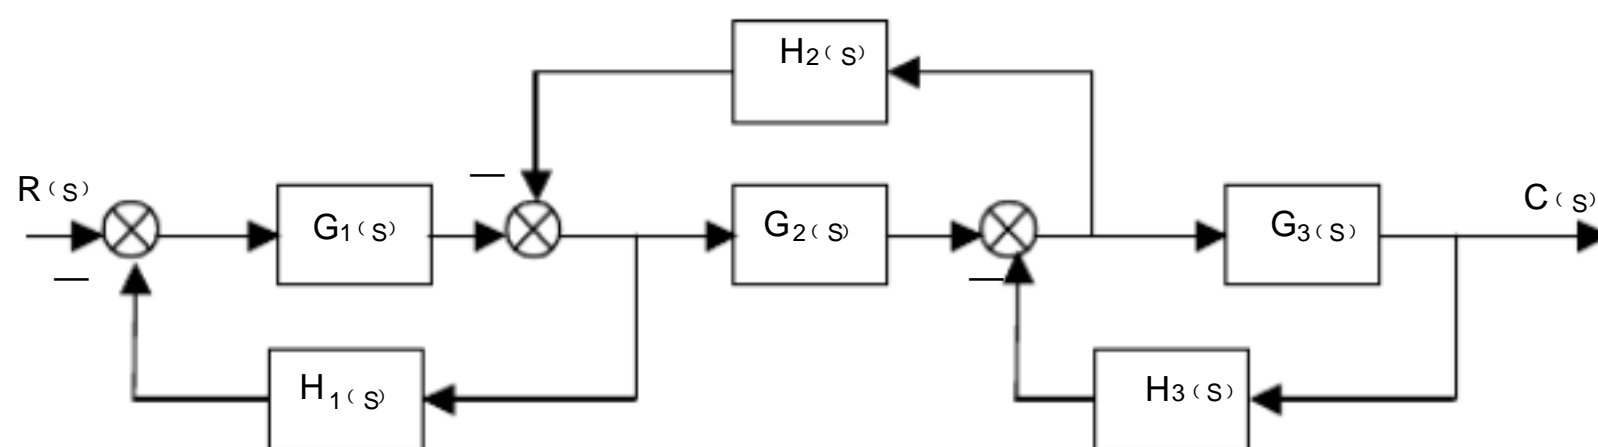 H2(S)
R(S)
—
G1(S)
G2(S)
G3(S)
C(S)
—
—
H1(S)
H3(S)